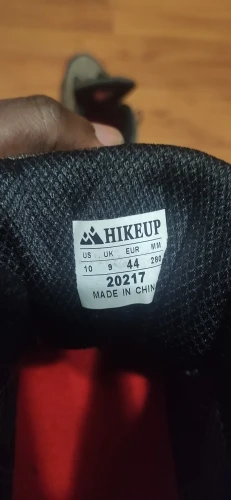 HIKEUP
US UK EUR MM
10 9 44 280
20217
MADE IN CHINA